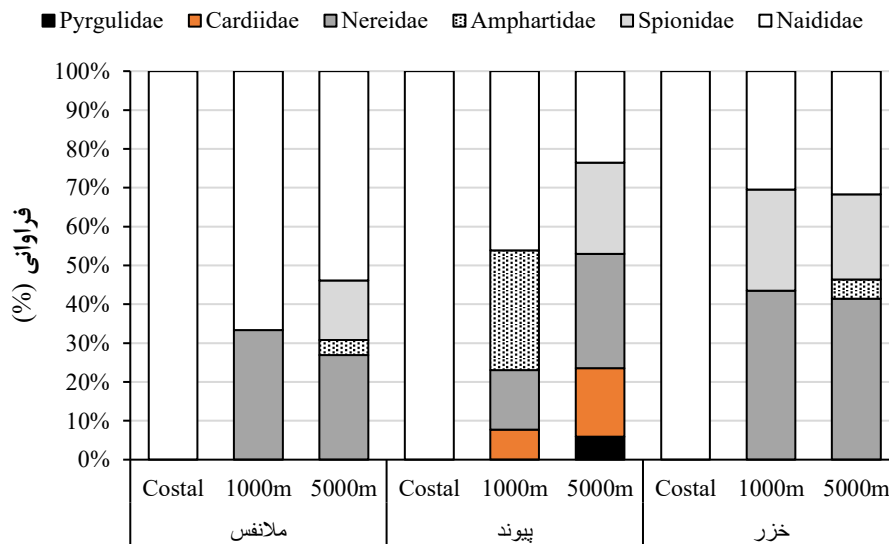 Pyrgulidae Cardiidae Nereidae Amphartidae Spionidae Naididae
100%
90%
80%
70%
60%
50%
40%
30%
20%
10%
0%
فراوانی (%)
Costal 1000m 5000m Costal 1000m 5000m Costal 1000m 5000m
ملانفس پیوند خزر